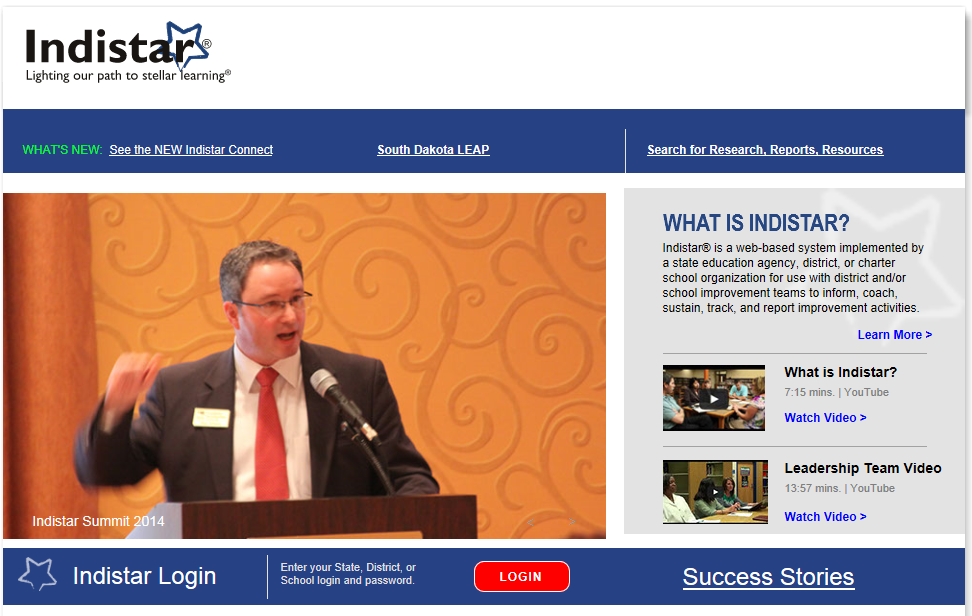 Indistar®
Lighting our path to stellar learning®
WHAT'S NEW: See the NEW Indistar Connect
South Dakota LEAP
Search for Research, Reports, Resources
Indistar Summit 2014
WHAT IS INDISTAR?
Indistar® is a web-based system implemented by
a state education agency, district, or charter
school organization for use with district and/or
school improvement teams to inform, coach,
sustain, track, and report improvement activities.
Learn More >
What is Indistar?
7:15 mins. | YouTube
Watch Video >
Leadership Team Video
13:57 mins. | YouTube
Watch Video >
Indistar Login
Enter your State, District, or
School login and password.
LOGIN
Success Stories